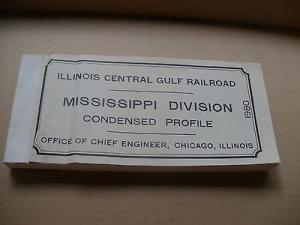 ILLINOIS CENTRAL GULF RAILROAD
MISSISSIPPI DIVISION
CONDENSED PROFILE
1980
OFFICE OF CHIEF ENGINEER, CHICAGO, ILLINOIS